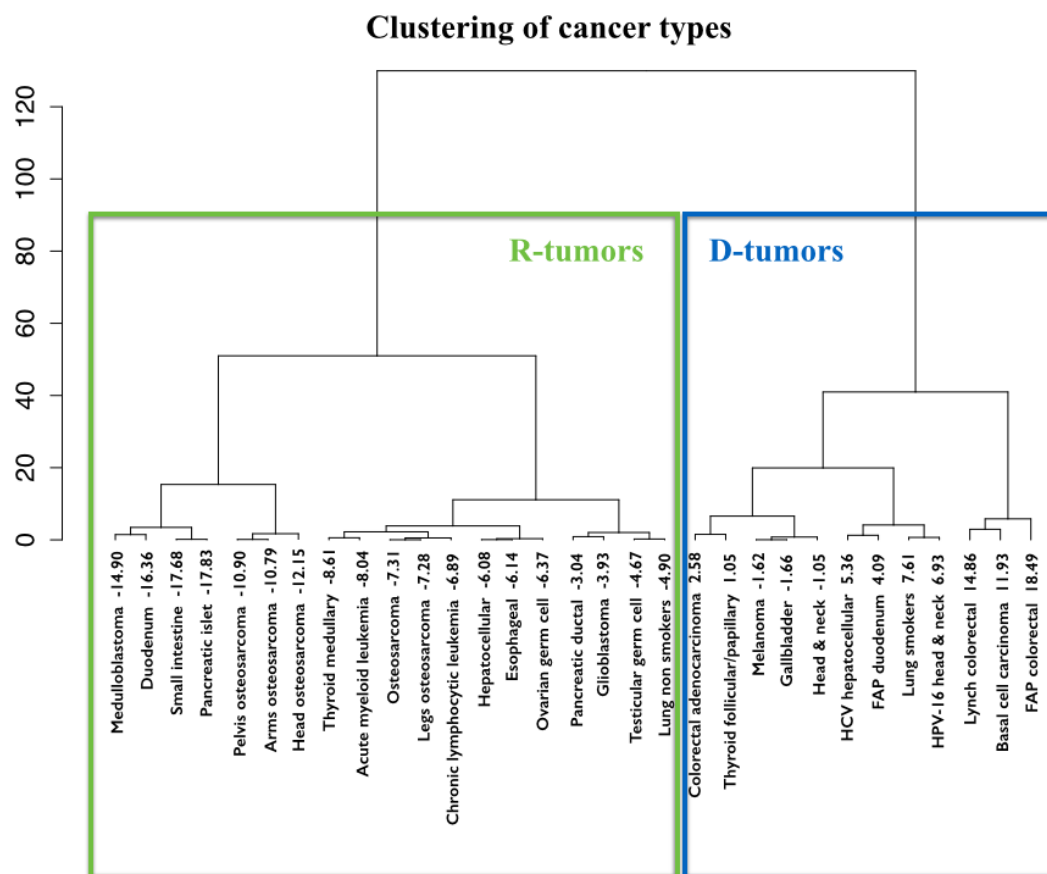 Clustering of cancer types
120
100
80
60
40
20
0
R-tumors
D-tumors
Medulloblastoma -14.90
Duodenum -16.36
Small intestine -17.68
Pancreatic islet -17.83
Pelvis osteosarcoma -10.90
Arms osteosarcoma -10.79
Head osteosarcoma -12.15
Thyroid medullary -8.61
Acute myeloid leukemia -8.04
Osteosarcoma -7.31
Legs osteosarcoma -7.28
Chronic lymphocytic leukemia -6.89
Hepatocellular -6.08
Esophageal -6.14
Ovarian germ cell -6.37
Pancreatic ductal -3.04
Glioblastoma -3.93
Testicular germ cell -4.67
Lung non smokers -4.90
Colorectal adenocarcinoma 2.58
Thyroid follicular/papillary 1.05
Melanoma -1.62
Gallbladder -1.66
Head & neck -1.05
HCV hepatocellular 5.36
FAP duodenum 4.09
Lung smokers 7.61
HPV-16 head & neck 6.93
Lynch colorectal 14.86
Basal cell carcinoma 11.93
FAP colorectal 18.49